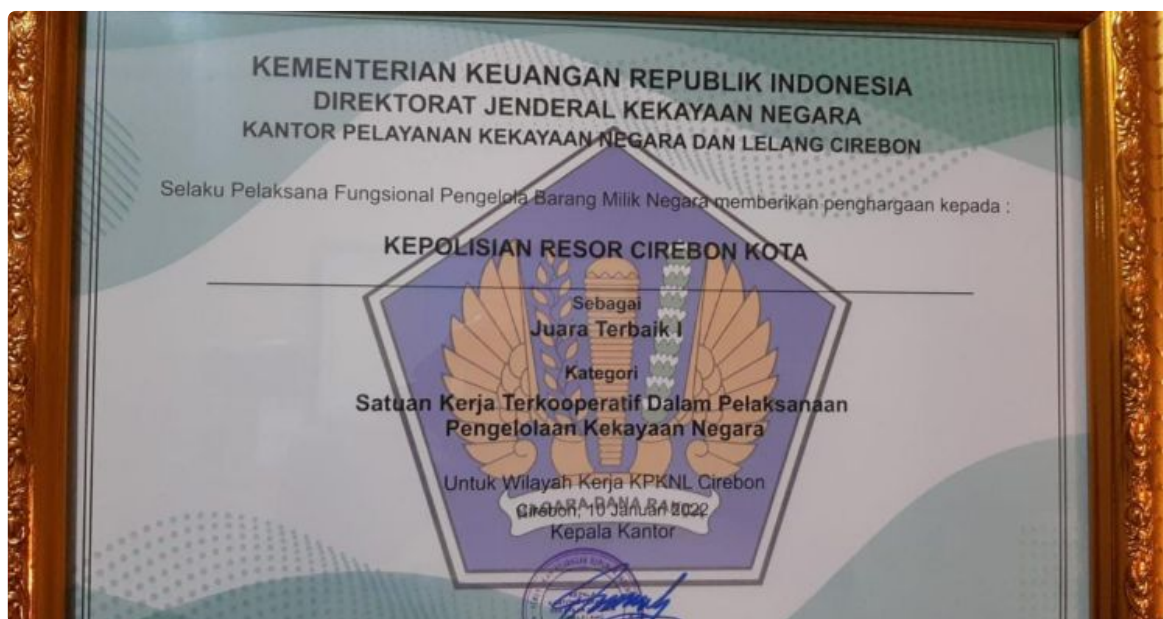 KEMENTERIAN KEUANGAN REPUBLIK INDONESIA
DIREKTORAT JENDERAL KEKAYAAN NEGARA
KANTOR PELAYANAN KEKAYAAN NEGARA DAN LELANG CIREBON
Selaku Pelaksana Fungsional Pengelola Barang Milik Negara memberikan penghargaan kepada :
KEPOLISIAN RESOR CIREBON KOTA
Sebagai
Juara Terbaik I
Kategori
Satuan Kerja Terkooperatif Dalam Pelaksanaan
Pengelolaan Kekayaan Negara
Untuk Wilayah Kerja KPKNL Cirebon
Cirebon, 10 Januari 2022
NAGARA DANA
Kepala Kantor